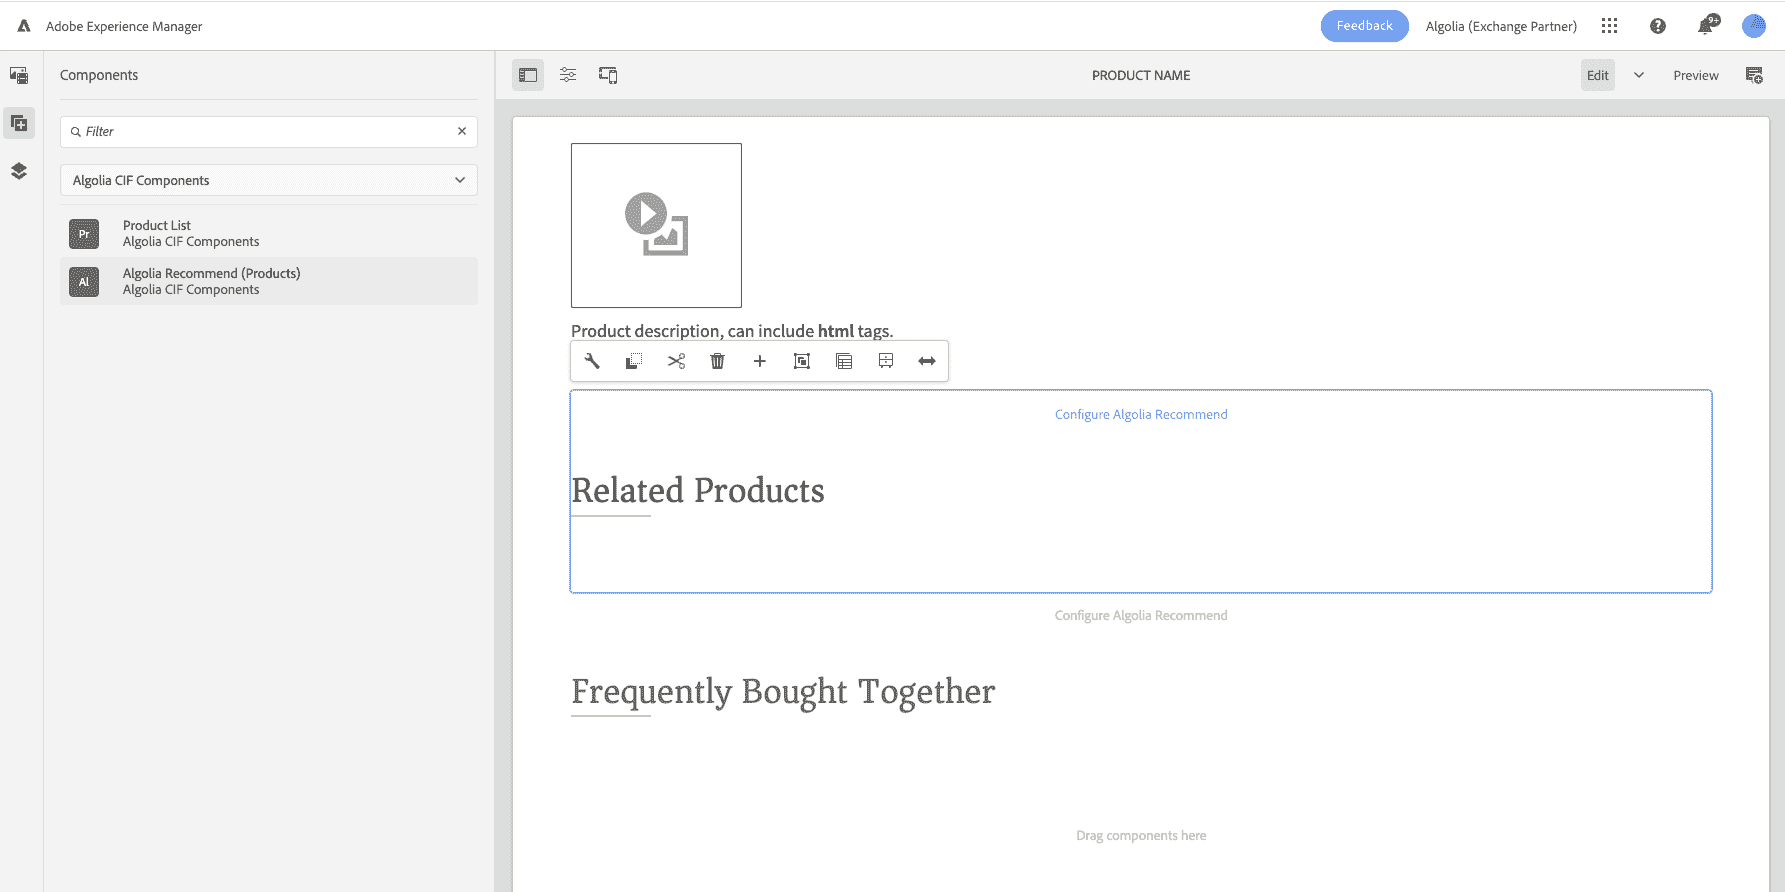 Adobe Experience Manager
Feedback
Algolia (Exchange Partner)
9+
Components
PRODUCT NAME
Edit
Preview
Filter
Algolia CIF Components
Pr
Product List
Algolia CIF Components
Al
Algolia Recommend (Products)
Algolia CIF Components
Product description, can include html tags.
Configure Algolia Recommend
Related Products
Configure Algolia Recommend
Frequently Bought Together
Drag components here